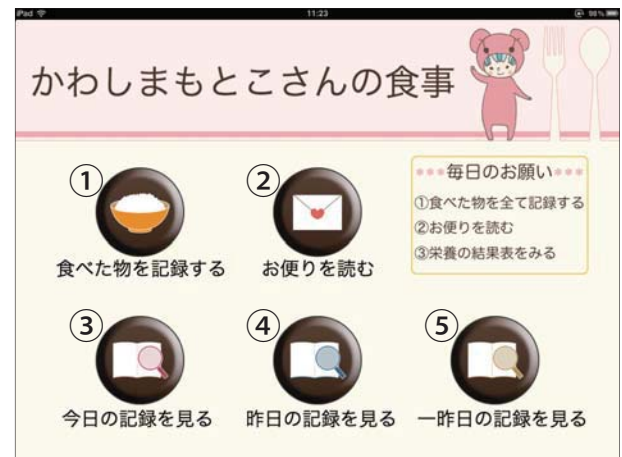 iPad 11:23 98%
かわしまもとこさんの食事
① ②
食べた物を記録する お便りを読む
毎日のお願い
①食べた物を全て記録する
②お便りを読む
③栄養の結果表をみる
③ ④ ⑤
今日の記録を見る 昨日の記録を見る 一昨日の記録を見る